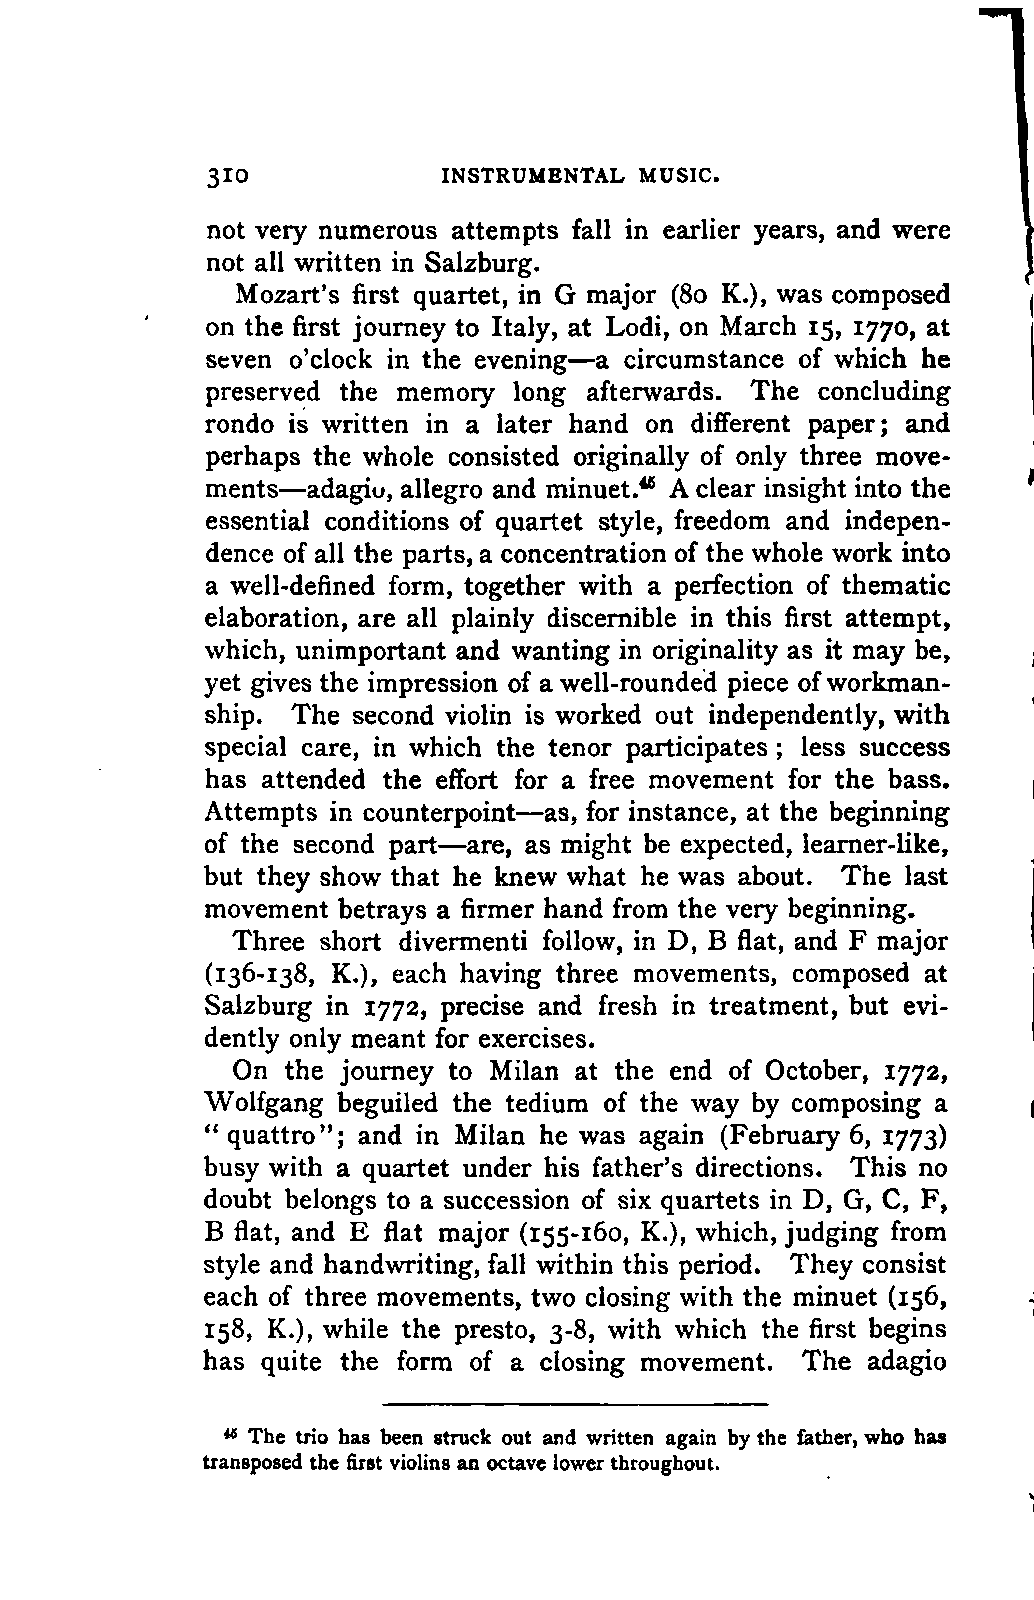 310 INSTRUMENTAL MUSIC.
not very numerous attempts fall in earlier years, and were
not all written in Salzburg.
Mozart's first quartet, in G major (80 K.), was composed
on the first journey to Italy, at Lodi, on March 15, 1770, at
seven o'clock in the evening—a circumstance of which he
preserved the memory long afterwards. The concluding
rondo is written in a later hand on different paper; and
perhaps the whole consisted originally of only three move-
ments—adagio, allegro and minuet.⁴⁵ A clear insight into the
essential conditions of quartet style, freedom and indepen-
dence of all the parts, a concentration of the whole work into
a well-defined form, together with a perfection of thematic
elaboration, are all plainly discernible in this first attempt,
which, unimportant and wanting in originality as it may be,
yet gives the impression of a well-rounded piece of workman-
ship. The second violin is worked out independently, with
special care, in which the tenor participates; less success
has attended the effort for a free movement for the bass.
Attempts in counterpoint—as, for instance, at the beginning
of the second part—are, as might be expected, learner-like,
but they show that he knew what he was about. The last
movement betrays a firmer hand from the very beginning.
Three short divermenti follow, in D, B flat, and F major
(136-138, K.), each having three movements, composed at
Salzburg in 1772, precise and fresh in treatment, but evi-
dently only meant for exercises.
On the journey to Milan at the end of October, 1772,
Wolfgang beguiled the tedium of the way by composing a
"quattro"; and in Milan he was again (February 6, 1773)
busy with a quartet under his father's directions. This no
doubt belongs to a succession of six quartets in D, G, C, F,
B flat, and E flat major (155-160, K.), which, judging from
style and handwriting, fall within this period. They consist
each of three movements, two closing with the minuet (156,
158, K.), while the presto, 3-8, with which the first begins
has quite the form of a closing movement. The adagio
⁴⁵ The trio has been struck out and written again by the father, who has
transposed the first violins an octave lower throughout.